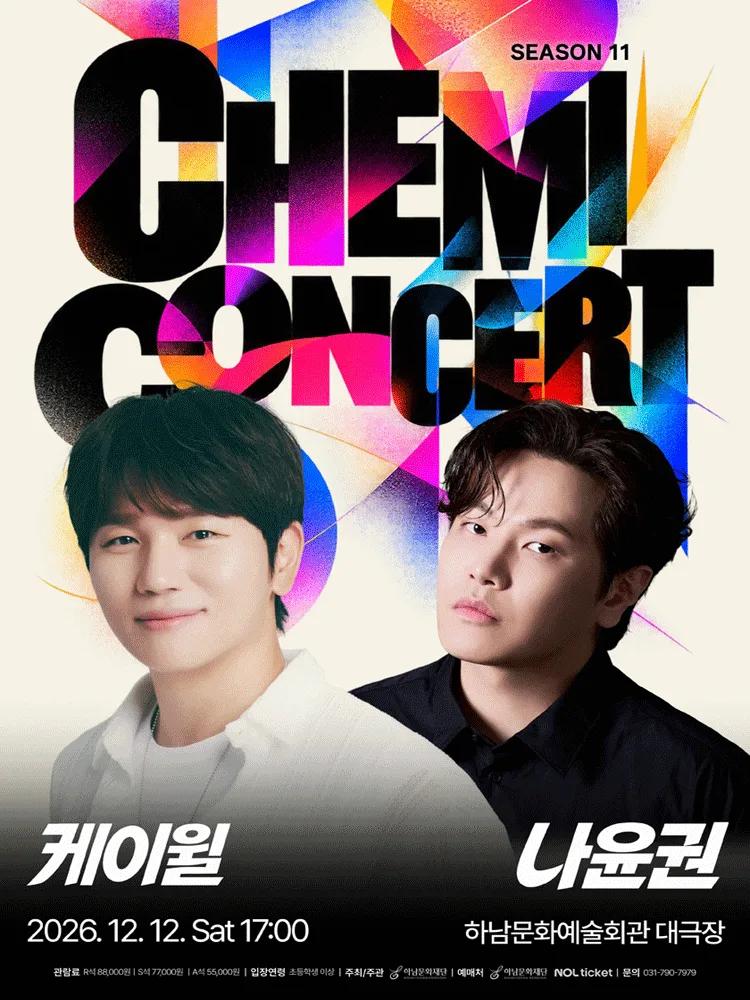 SEASON 11
CHEMI
CONCERT
케이윌
나윤권
2026. 12. 12. Sat 17:00
하남문화예술회관 대극장
관람료 R석 88,000원 | S석 77,000원 | A석 55,000원 | 입장연령 초등학생 이상 | 주최/주관 하남문화재단 | 예매처 하남문화재단 NOL ticket | 문의 031-790-7979